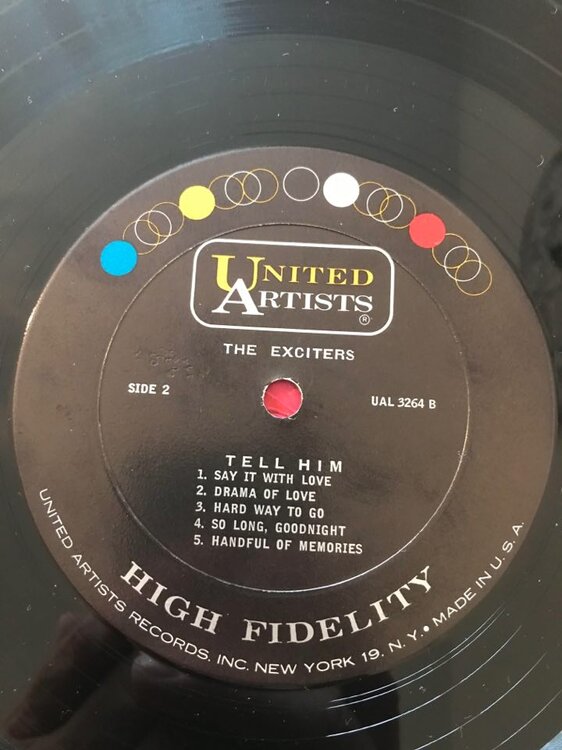 UNITED
ARTISTS
®
THE EXCITERS
SIDE 2
UAL 3264 B
TELL HIM
1. SAY IT WITH LOVE
2. DRAMA OF LOVE
3. HARD WAY TO GO
4. SO LONG, GOODNIGHT
5. HANDFUL OF MEMORIES
HIGH FIDELITY
UNITED ARTISTS RECORDS, INC. NEW YORK 19, N. Y. • MADE IN U. S. A.